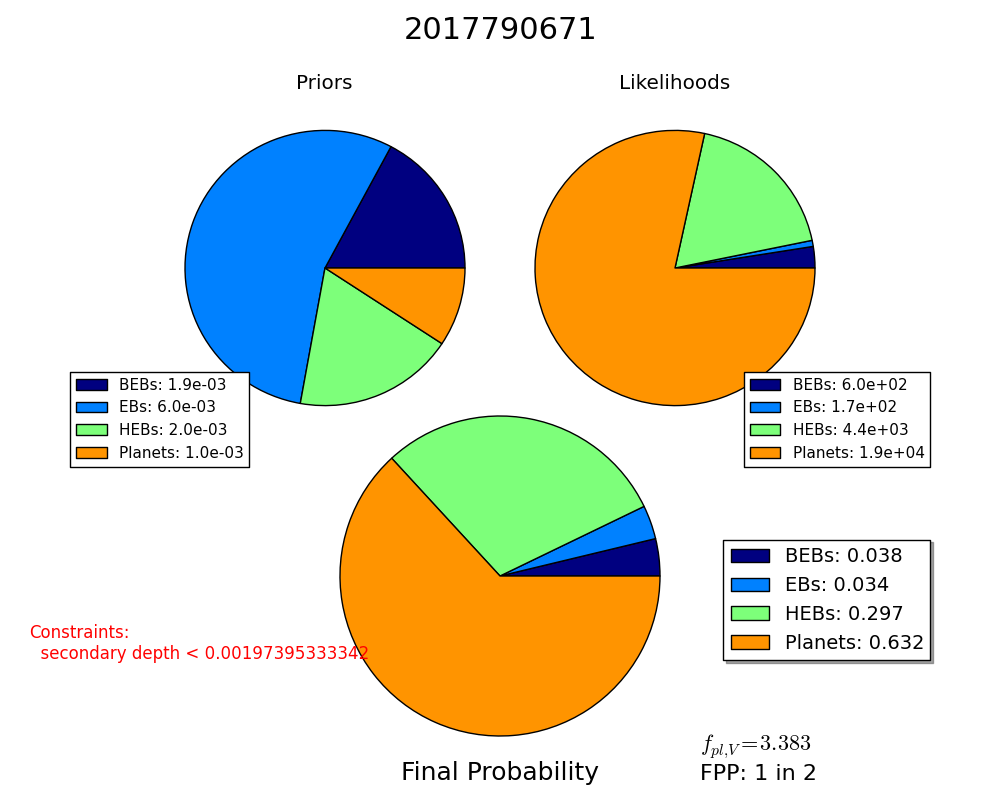 2017790671
Priors
Likelihoods
BEBs: 1.9e-03
EBs: 6.0e-03
HEBs: 2.0e-03
Planets: 1.0e-03
BEBs: 6.0e+02
EBs: 1.7e+02
HEBs: 4.4e+03
Planets: 1.9e+04
BEBs: 0.038
EBs: 0.034
HEBs: 0.297
Planets: 0.632
Constraints:
secondary depth < 0.00197395333342
f_{pl,V} = 3.383
Final Probability
FPP: 1 in 2